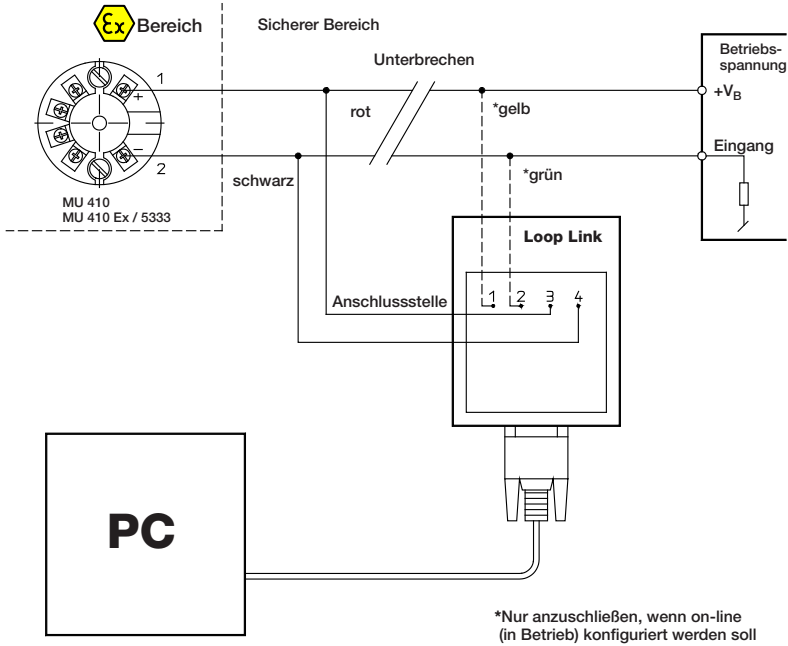 Ex Bereich
Sicherer Bereich
Unterbrechen
Betriebs-
spannung
1
+
rot
*gelb
+V_B
Eingang
–
2
schwarz
*grün
MU 410
MU 410 Ex / 5333
Loop Link
Anschlussstelle
1 2 3 4
PC
*Nur anzuschließen, wenn on-line
(in Betrieb) konfiguriert werden soll